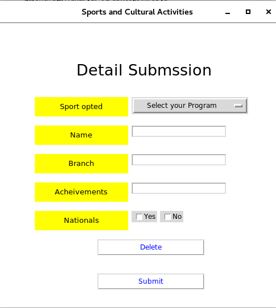 Sports and Cultural Activities
Detail Submssion
Sport opted Select your Program
Name
Branch
Acheivements
Nationals Yes No
Delete
Submit